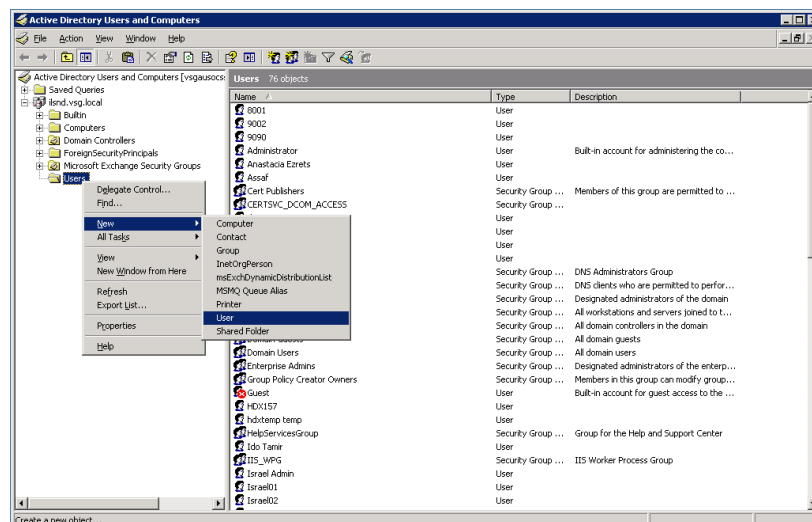 Active Directory Users and Computers
File Action View Window Help
Active Directory Users and Computers [vsgausocs
Users 76 objects
Saved Queries
ilsnd.vsg.local
Builtin
Computers
Domain Controllers
ForeignSecurityPrincipals
Microsoft Exchange Security Groups
Users
Delegate Control...
Find...
New
All Tasks
View
New Window from Here
Refresh
Export List...
Properties
Help
Computer
Contact
Group
InetOrgPerson
msExchDynamicDistributionList
MSMQ Queue Alias
Printer
User
Shared Folder
Name Type Description
8001 User
9002 User
9090 User
Administrator User Built-in account for administering the co...
Anastacia Ezrets User
Assaf User
Cert Publishers Security Group ... Members of this group are permitted to ...
CERTSVC_DCOM_ACCESS Security Group ...
User
User
User
User
Security Group ... DNS Administrators Group
Security Group ... DNS clients who are permitted to perfor...
Security Group ... Designated administrators of the domain
Security Group ... All workstations and servers joined to t...
Security Group ... All domain controllers in the domain
Security Group ... All domain guests
Domain Users Security Group ... All domain users
Enterprise Admins Security Group ... Designated administrators of the enterp...
Group Policy Creator Owners Security Group ... Members in this group can modify group...
Guest User Built-in account for guest access to the ...
HDX157 User
hdxtemp temp User
HelpServicesGroup Security Group ... Group for the Help and Support Center
Ido Tamir User
IIS_WPG Security Group ... IIS Worker Process Group
Israel Admin User
Israel01 User
Israel02 User
Create a new object...